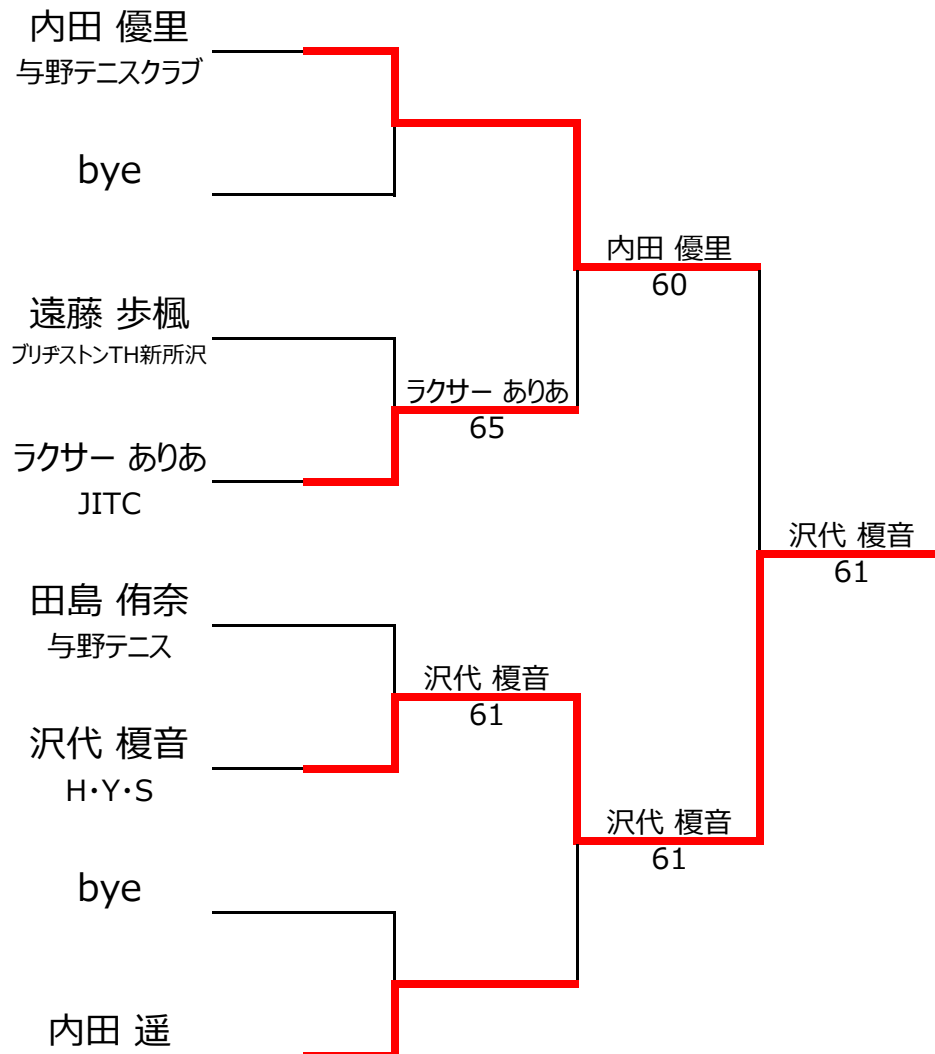 内田 優里
与野テニスクラブ
bye
内田 優里
60
遠藤 歩楓
ブリヂストンTH新所沢
ラクサー ありあ
65
ラクサー ありあ
JITC
沢代 榎音
61
田島 侑奈
与野テニス
沢代 榎音
61
沢代 榎音
H・Y・S
沢代 榎音
61
bye
内田 遥